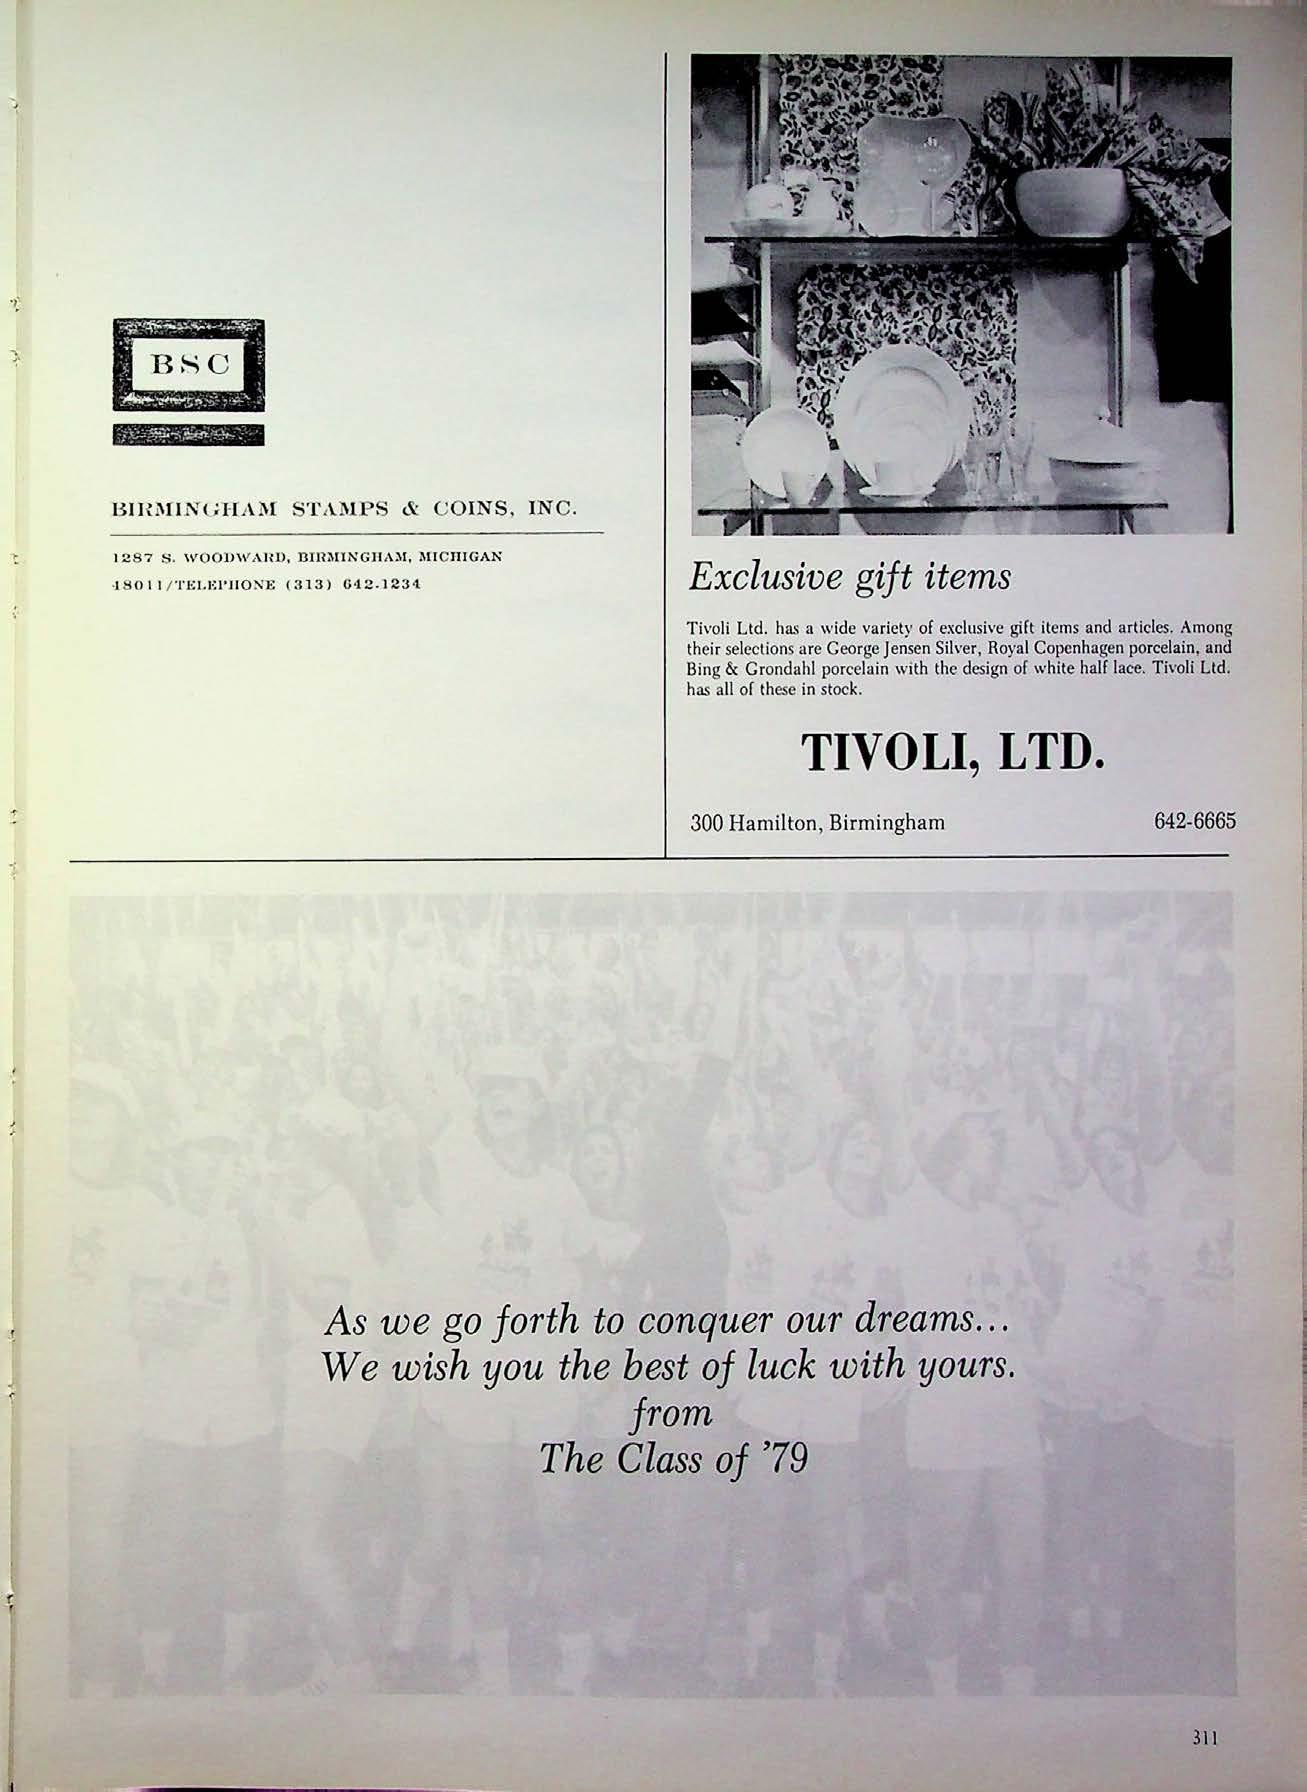 BSC
BIRMINGHAM STAMPS & COINS, INC.
1287 S. WOODWARD, BIRMINGHAM, MICHIGAN
48011/TELEPHONE (313) 642-1234
Exclusive gift items
Tivoli Ltd. has a wide variety of exclusive gift items and articles. Among
their selections are George Jensen Silver, Royal Copenhagen porcelain, and
Bing & Grondahl porcelain with the design of white half lace. Tivoli Ltd.
has all of these in stock.
TIVOLI, LTD.
300 Hamilton, Birmingham 642-6665
As we go forth to conquer our dreams...
We wish you the best of luck with yours.
from
The Class of '79
311